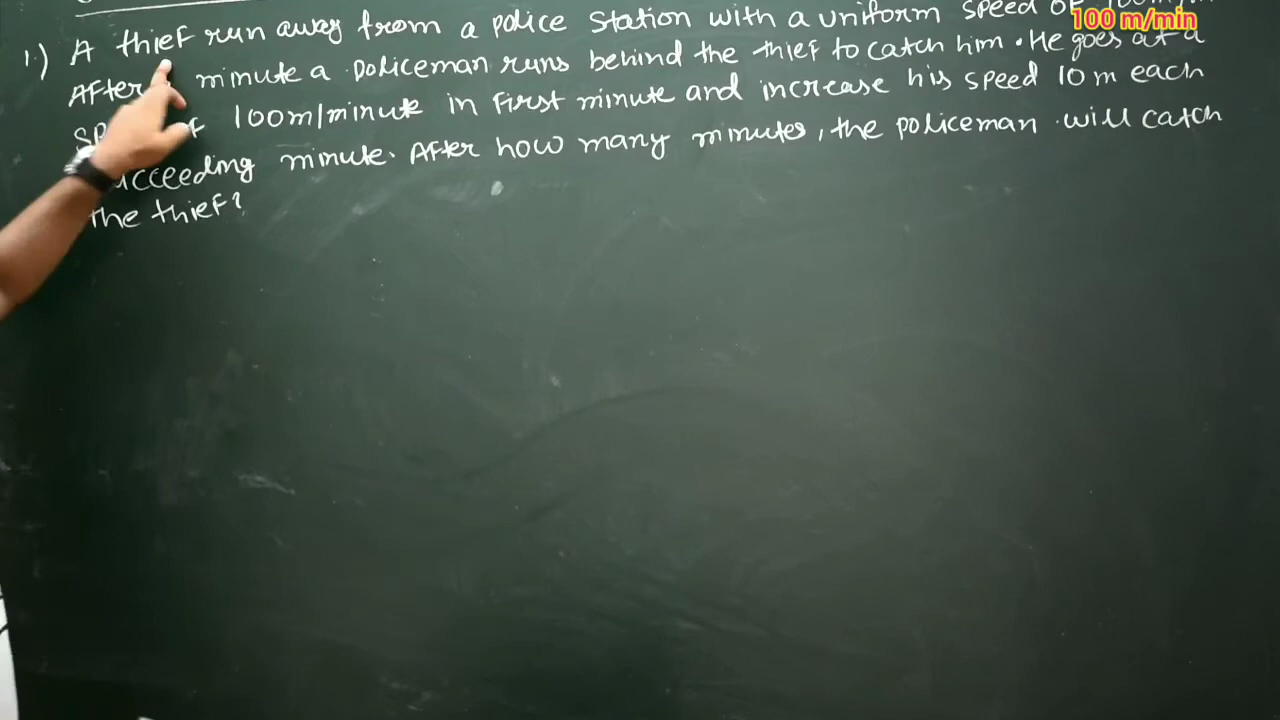 1.) A thief run away from a police station with a uniform speed of 100 m/min
After minute a policeman runs behind the thief to catch him. He goes at a
of 100m/minute in first minute and increase his speed 10 m each
succeeding minute. After how many minutes, the policeman will catch
the thief?